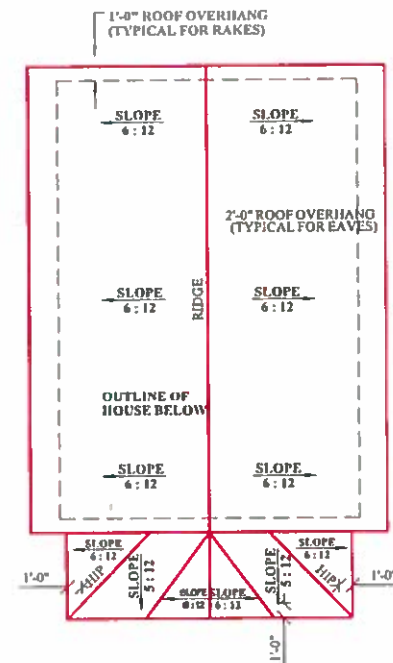 1'-0" ROOF OVERHANG
(TYPICAL FOR RAKES)
SLOPE
6 : 12
SLOPE
6 : 12
2'-0" ROOF OVERHANG
(TYPICAL FOR EAVES)
SLOPE
6 : 12
RIDGE
SLOPE
6 : 12
OUTLINE OF
HOUSE BELOW
SLOPE
6 : 12
SLOPE
6 : 12
SLOPE
6 : 12
SLOPE
6 : 12
1'-0"
HIP
SLOPE
5 : 12
SLOPE
SLOPE
6 : 12
SLOPE
5 : 12
HIP
1'-0"
1'-0"